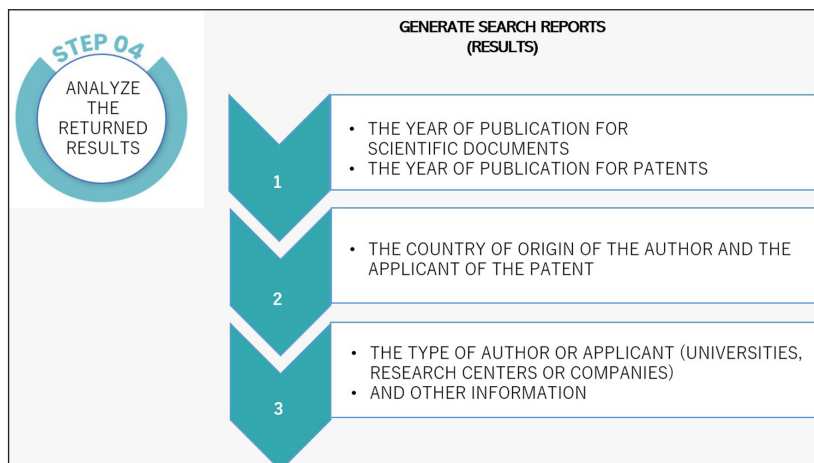 STEP 04
ANALYZE
THE
RETURNED
RESULTS
GENERATE SEARCH REPORTS
(RESULTS)
1
• THE YEAR OF PUBLICATION FOR
SCIENTIFIC DOCUMENTS
• THE YEAR OF PUBLICATION FOR PATENTS
2
• THE COUNTRY OF ORIGIN OF THE AUTHOR AND THE
APPLICANT OF THE PATENT
3
• THE TYPE OF AUTHOR OR APPLICANT (UNIVERSITIES,
RESEARCH CENTERS OR COMPANIES)
• AND OTHER INFORMATION